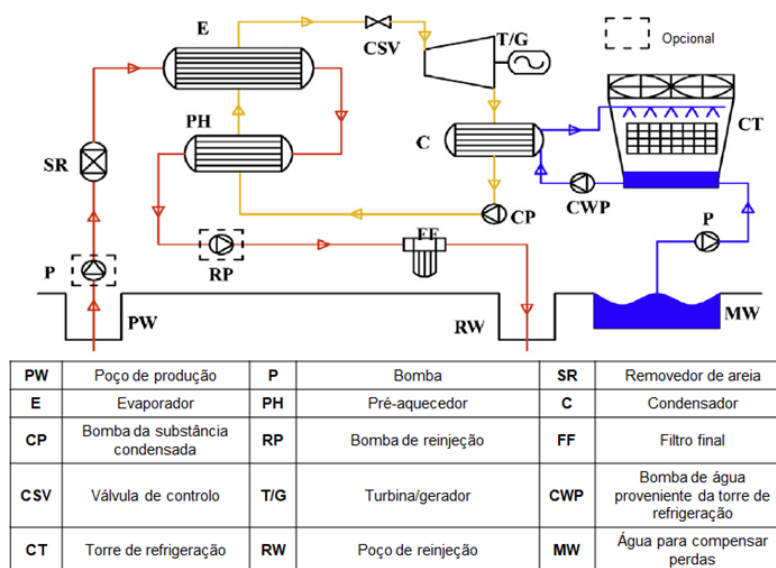 E
CSV
T/G
Opcional
PH
SR
C
CT
CP
CWP
P
P
RP
FF
PW
RW
MW
PW Poço de produção P Bomba SR Removedor de areia
E Evaporador PH Pré-aquecedor C Condensador
CP Bomba da substância condensada RP Bomba de reinjeção FF Filtro final
CSV Válvula de controlo T/G Turbina/gerador CWP Bomba de água proveniente da torre de refrigeração
CT Torre de refrigeração RW Poço de reinjeção MW Água para compensar perdas